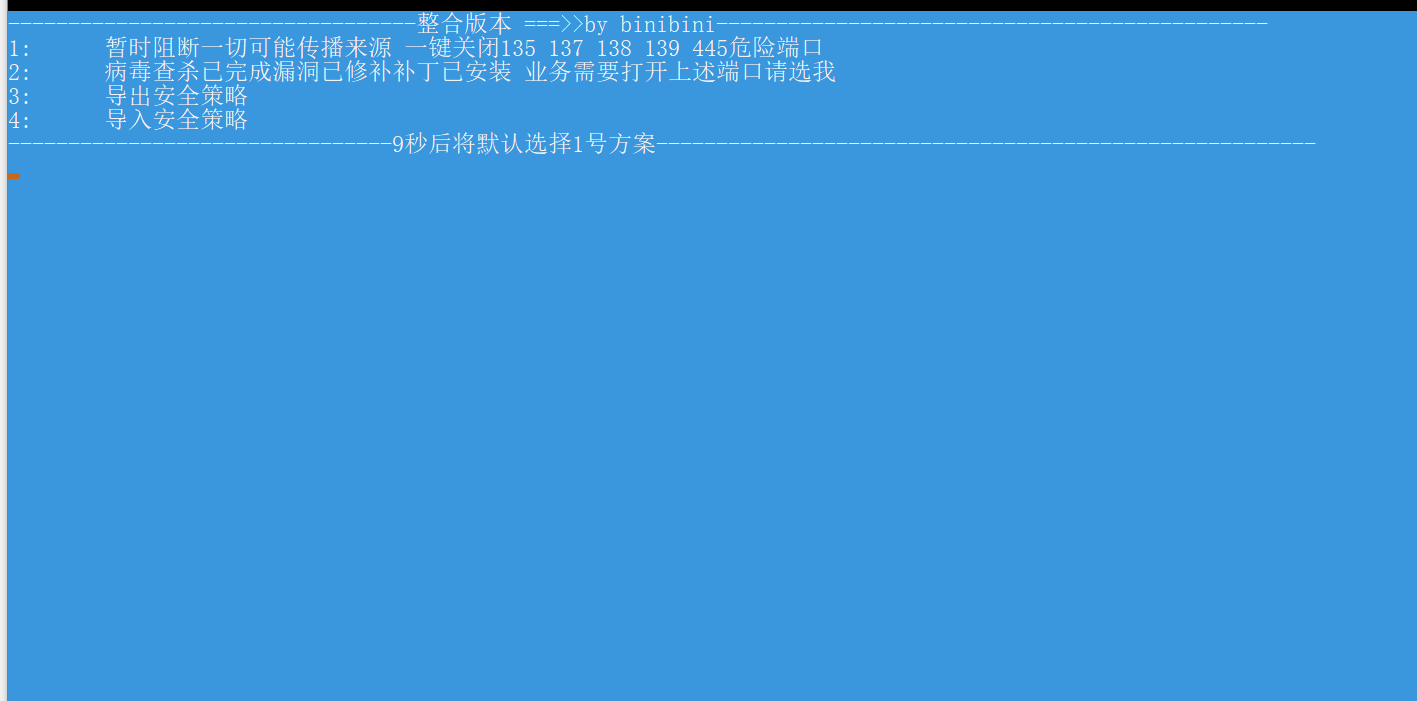 ----------------------------------整合版本 ===>>by binibini----------------------------------------------
1:      暂时阻断一切可能传播来源 一键关闭135 137 138 139 445危险端口
2:      病毒查杀已完成漏洞已修补补丁已安装 业务需要打开上述端口请选我
3:      导出安全策略
4:      导入安全策略
--------------------------------9秒后将默认选择1号方案-------------------------------------------------------